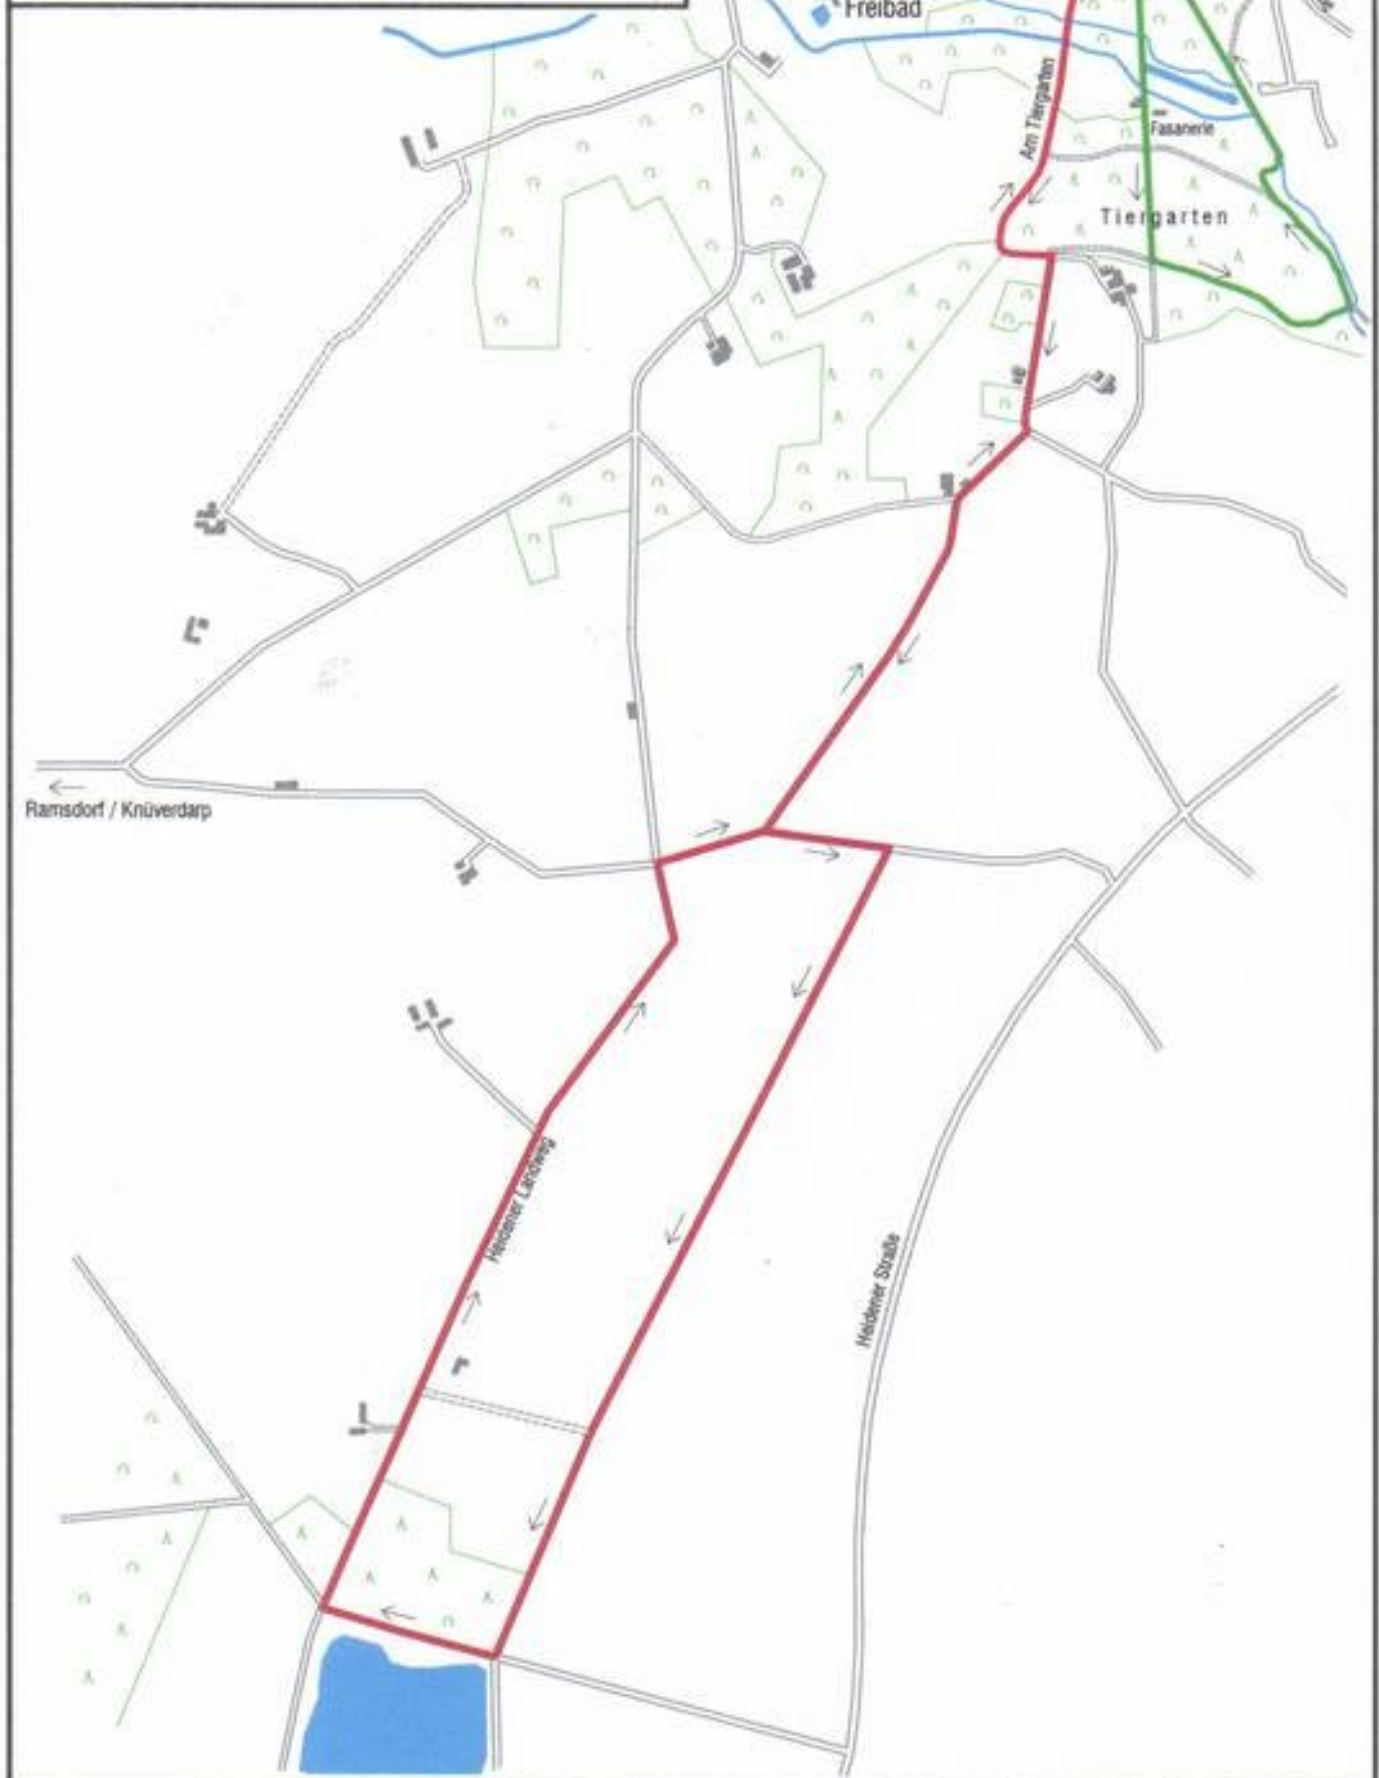 Freibad
Am Tiergarten
Fasanerie
Tiergarten
Ramsdorf / Knüverdarp
Heidener Landweg
Heidener Straße